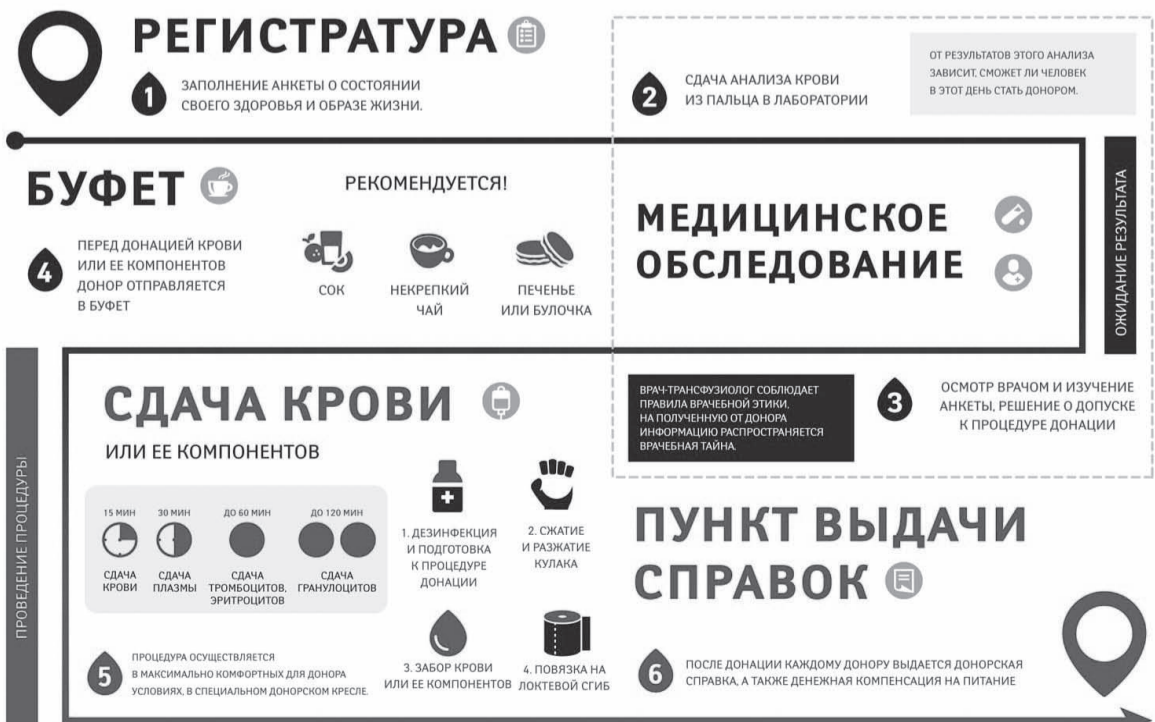 РЕГИСТРАТУРА
1
ЗАПОЛНЕНИЕ АНКЕТЫ О СОСТОЯНИИ
СВОЕГО ЗДОРОВЬЯ И ОБРАЗЕ ЖИЗНИ.
2
СДАЧА АНАЛИЗА КРОВИ
ИЗ ПАЛЬЦА В ЛАБОРАТОРИИ
ОТ РЕЗУЛЬТАТОВ ЭТОГО АНАЛИЗА
ЗАВИСИТ, СМОЖЕТ ЛИ ЧЕЛОВЕК
В ЭТОТ ДЕНЬ СТАТЬ ДОНОРОМ.
МЕДИЦИНСКОЕ
ОБСЛЕДОВАНИЕ
ОЖИДАНИЕ РЕЗУЛЬТАТА
ВРАЧ-ТРАНСФУЗИОЛОГ СОБЛЮДАЕТ
ПРАВИЛА ВРАЧЕБНОЙ ЭТИКИ,
НА ПОЛУЧЕННУЮ ОТ ДОНОРА
ИНФОРМАЦИЮ РАСПРОСТРАНЯЕТСЯ
ВРАЧЕБНАЯ ТАЙНА.
3
ОСМОТР ВРАЧОМ И ИЗУЧЕНИЕ
АНКЕТЫ, РЕШЕНИЕ О ДОПУСКЕ
К ПРОЦЕДУРЕ ДОНАЦИИ
БУФЕТ
4
ПЕРЕД ДОНАЦИЕЙ КРОВИ
ИЛИ ЕЕ КОМПОНЕНТОВ
ДОНОР ОТПРАВЛЯЕТСЯ
В БУФЕТ
РЕКОМЕНДУЕТСЯ!
СОК
НЕКРЕПКИЙ
ЧАЙ
ПЕЧЕНЬЕ
ИЛИ БУЛОЧКА
ПРОВЕДЕНИЕ ПРОЦЕДУРЫ
СДАЧА КРОВИ
ИЛИ ЕЕ КОМПОНЕНТОВ
15 МИН
СДАЧА
КРОВИ
30 МИН
СДАЧА
ПЛАЗМЫ
ДО 60 МИН
СДАЧА
ТРОМБОЦИТОВ,
ЭРИТРОЦИТОВ
ДО 120 МИН
СДАЧА
ГРАНУЛОЦИТОВ
1. ДЕЗИНФЕКЦИЯ
И ПОДГОТОВКА
К ПРОЦЕДУРЕ
ДОНАЦИИ
2. СЖАТИЕ
И РАЗЖАТИЕ
КУЛАКА
3. ЗАБОР КРОВИ
ИЛИ ЕЕ КОМПОНЕНТОВ
4. ПОВЯЗКА НА
ЛОКТЕВОЙ СГИБ
5
ПРОЦЕДУРА ОСУЩЕСТВЛЯЕТСЯ
В МАКСИМАЛЬНО КОМФОРТНЫХ ДЛЯ ДОНОРА
УСЛОВИЯХ, В СПЕЦИАЛЬНОМ ДОНОРСКОМ КРЕСЛЕ.
ПУНКТ ВЫДАЧИ
СПРАВОК
6
ПОСЛЕ ДОНАЦИИ КАЖДОМУ ДОНОРУ ВЫДАЕТСЯ ДОНОРСКАЯ
СПРАВКА, А ТАКЖЕ ДЕНЕЖНАЯ КОМПЕНСАЦИЯ НА ПИТАНИЕ